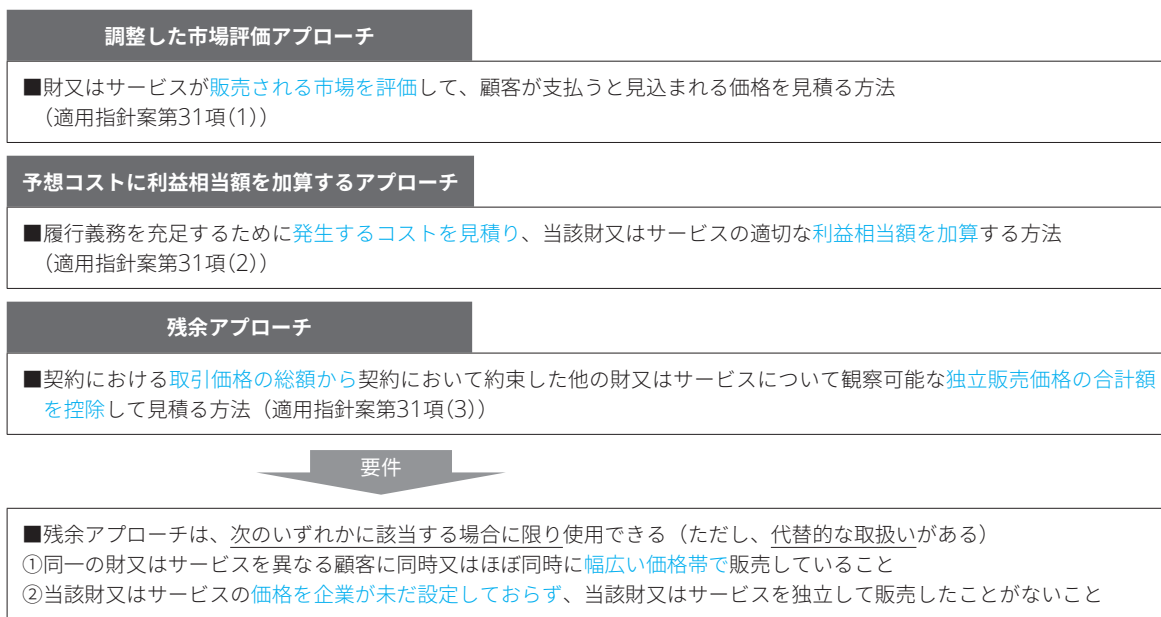 調整した市場評価アプローチ
■財又はサービスが販売される市場を評価して、顧客が支払うと見込まれる価格を見積る方法
（適用指針案第31項(1)）
予想コストに利益相当額を加算するアプローチ
■履行義務を充足するために発生するコストを見積り、当該財又はサービスの適切な利益相当額を加算する方法
（適用指針案第31項(2)）
残余アプローチ
■契約における取引価格の総額から契約において約束した他の財又はサービスについて観察可能な独立販売価格の合計額
を控除して見積る方法（適用指針案第31項(3)）
要件
■残余アプローチは、次のいずれかに該当する場合に限り使用できる（ただし、代替的な取扱いがある）
①同一の財又はサービスを異なる顧客に同時又はほぼ同時に幅広い価格帯で販売していること
②当該財又はサービスの価格を企業が未だ設定しておらず、当該財又はサービスを独立して販売したことがないこと